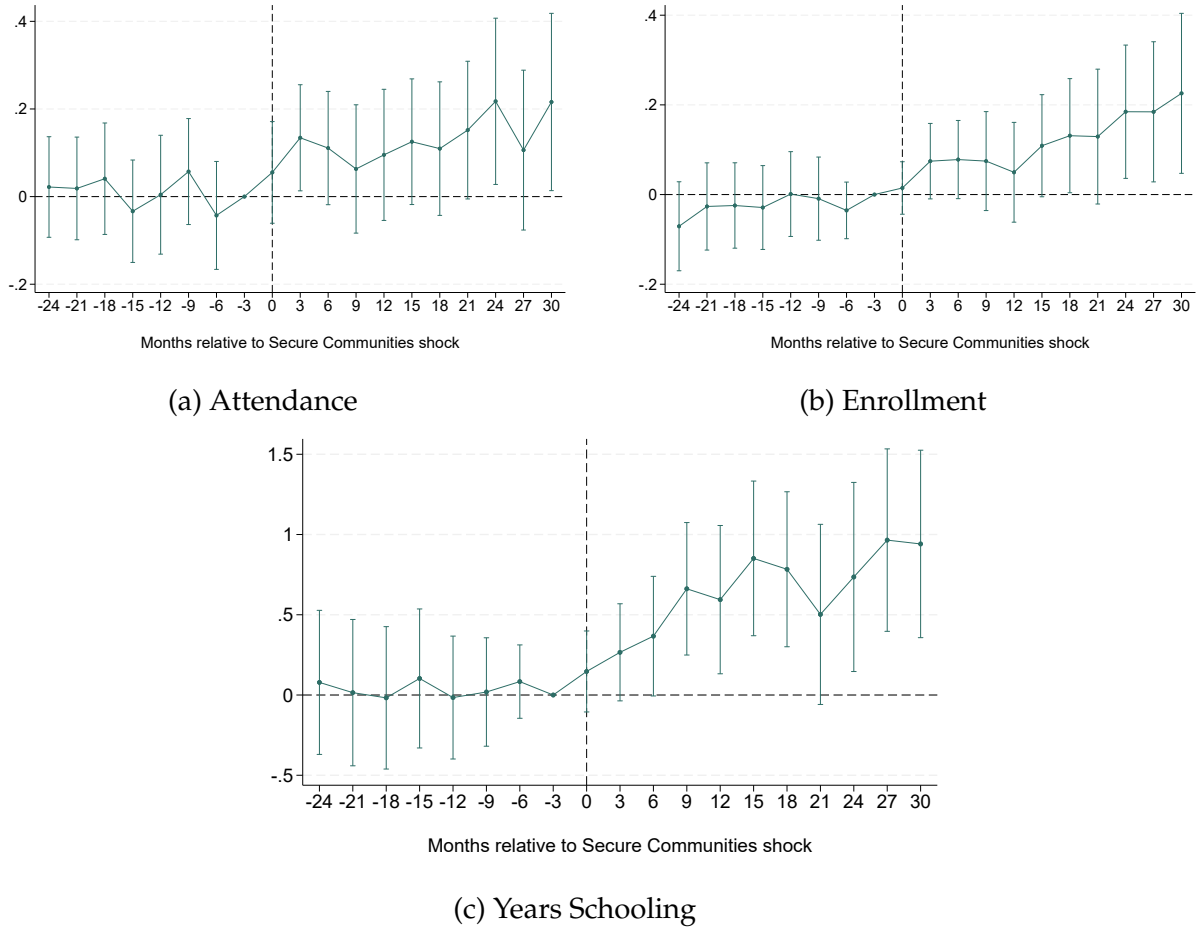 .4
.2
0
-.2
-24 -21 -18 -15 -12 -9 -6 -3 0 3 6 9 12 15 18 21 24 27 30
Months relative to Secure Communities shock
(a) Attendance
.4
.2
0
-.2
-24 -21 -18 -15 -12 -9 -6 -3 0 3 6 9 12 15 18 21 24 27 30
Months relative to Secure Communities shock
(b) Enrollment
1.5
1
.5
0
-.5
-24 -21 -18 -15 -12 -9 -6 -3 0 3 6 9 12 15 18 21 24 27 30
Months relative to Secure Communities shock
(c) Years Schooling